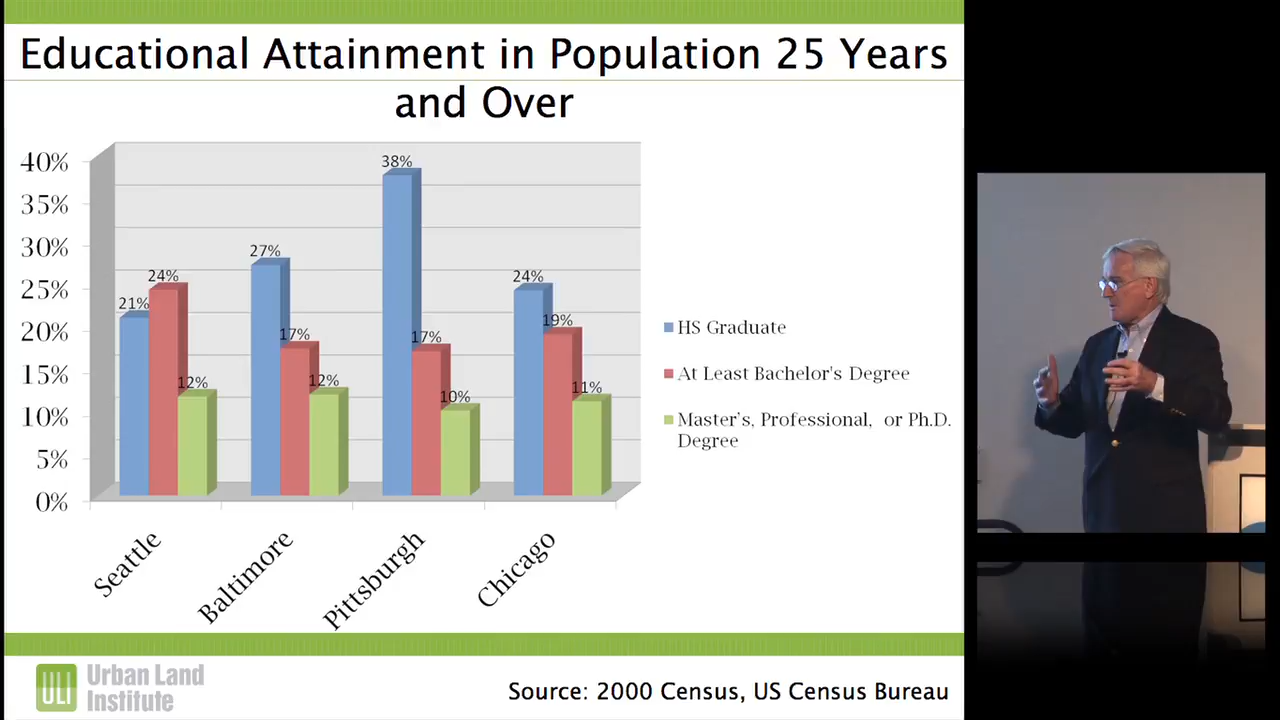 Educational Attainment in Population 25 Years
and Over
40%
35%
30%
25%
20%
15%
10%
5%
0%
21%
24%
12%
27%
17%
12%
38%
17%
10%
24%
19%
11%
Seattle
Baltimore
Pittsburgh
Chicago
HS Graduate
At Least Bachelor's Degree
Master's, Professional, or Ph.D.
Degree
ULI
Urban Land
Institute
Source: 2000 Census, US Census Bureau